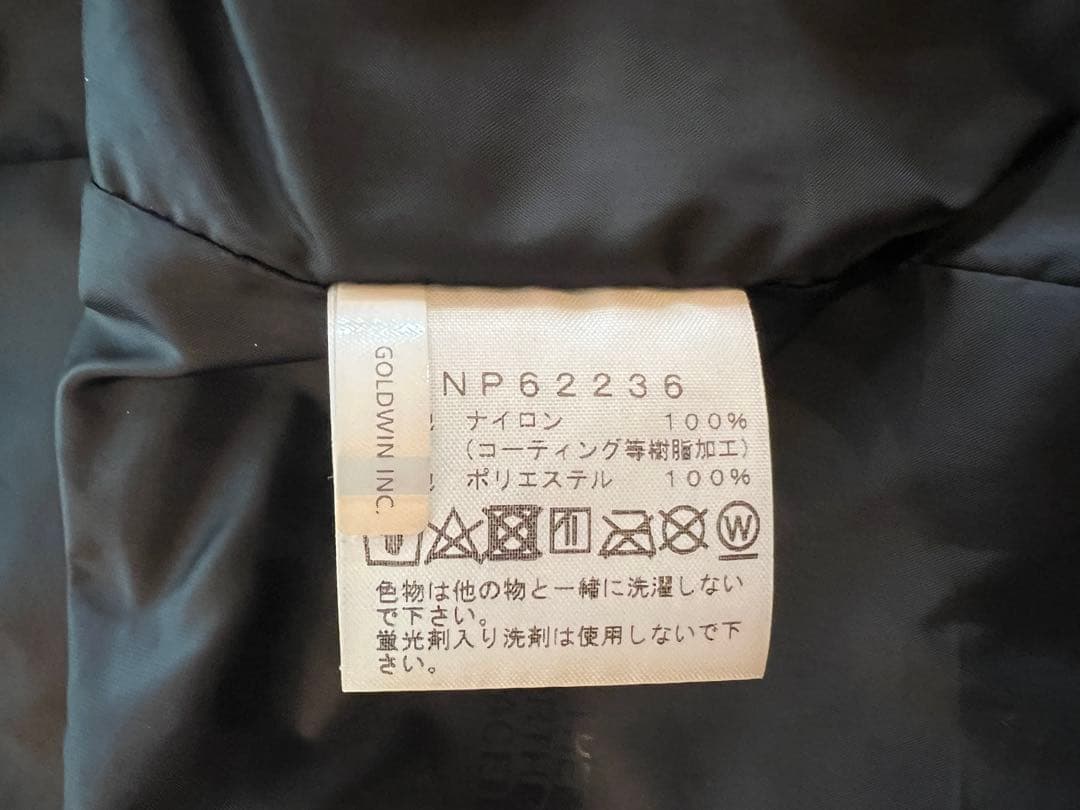 GOLDWIN INC.
NP62236
ナイロン 100%
(コーティング等樹脂加工)
ポリエステル 100%
W
色物は他の物と一緒に洗濯しない
で下さい。
蛍光剤入り洗剤は使用しないで下
さい。